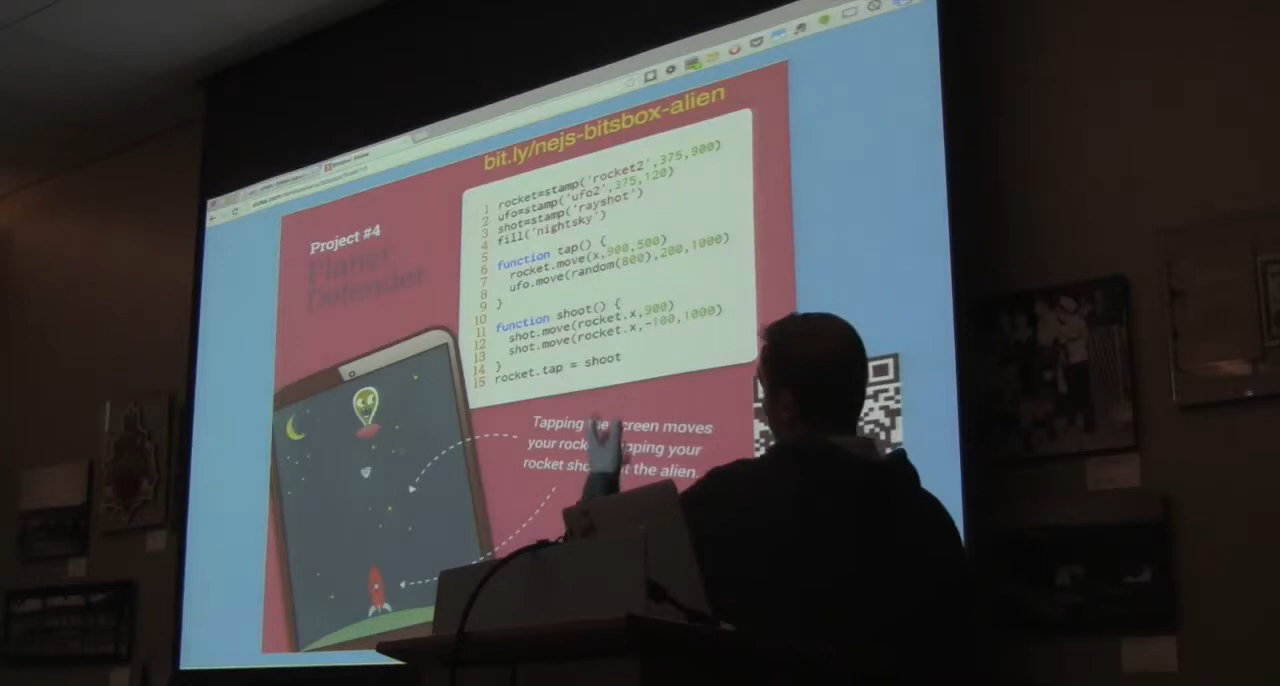 bit.ly/nejs-bitsbox-alien
Project #4
Planet
Defender
1 rocket=stamp('rocket2',375,900)
2 ufo=stamp('ufo2',375,120)
3 shot=stamp('rayshot')
4 fill('nightsky')
5
6 function tap() {
7 rocket.move(x,900,500)
8 ufo.move(random(800),200,1000)
9 }
10
11 function shoot() {
12 shot.move(rocket.x,900)
13 shot.move(rocket.x,-100,1000)
14 }
15 rocket.tap = shoot
Tapping screen moves
your your
rocket the alien.